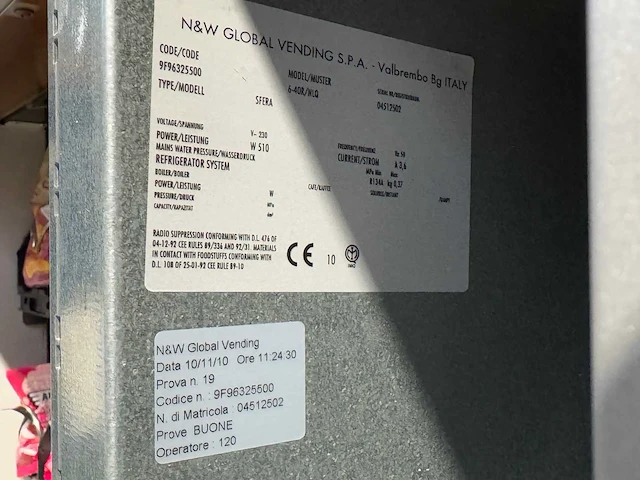 N&W GLOBAL VENDING S.P.A. - Valbrembo Bg ITALY
CODE/CODE
9F96325500
MODEL/MUSTER
6-40R/NLQ
04512502
TYPE/MODELL
SFERA
VOLTAGE/SPANNUNG V~ 230
POWER/LEISTUNG W 510
CURRENT/STROM A 3,6
MAINS WATER PRESSURE/WASSERDRUCK MPa Min Max
REFRIGERATOR SYSTEM R134A kg 0,37
BOILER/BOILER
POWER/LEISTUNG W
PRESSURE/DRUCK MPa
CAPACITY/KAPAZITAT
RADIO SUPPRESSION CONFORMING WITH D.L. 476 OF
04-12-92 CEE RULES 89/336 AND 92/31. MATERIALS
IN CONTACT WITH FOODSTUFFS CONFORMING WITH
D.L. 108 OF 25-01-92 CEE RULE 89-10
CE 10
N&W Global Vending
Data 10/11/10 Ore 11:24:30
Prova n. 19
Codice n. : 9F96325500
N. di Matricola : 04512502
Prove BUONE
Operatore : 120